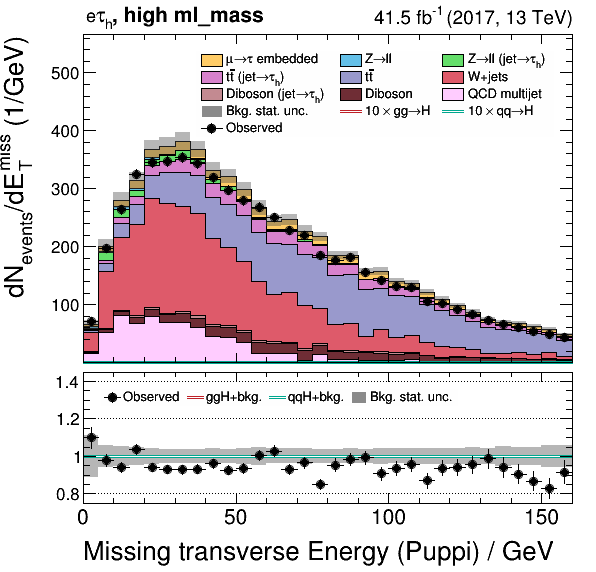 eτh, high ml_mass 41.5 fb⁻¹ (2017, 13 TeV)
dN_events/dE_T^miss (1/GeV)
500
400
300
200
100
μ→τ embedded Z→ll Z→ll (jet→τh)
tt̄ (jet→τh) tt̄ W+jets
Diboson (jet→τh) Diboson QCD multijet
Bkg. stat. unc. 10 × gg→H 10 × qq→H
Observed
1.4
1.2
1
0.8
Observed ggH+bkg. qqH+bkg. Bkg. stat. unc.
0 50 100 150
Missing transverse Energy (Puppi) / GeV